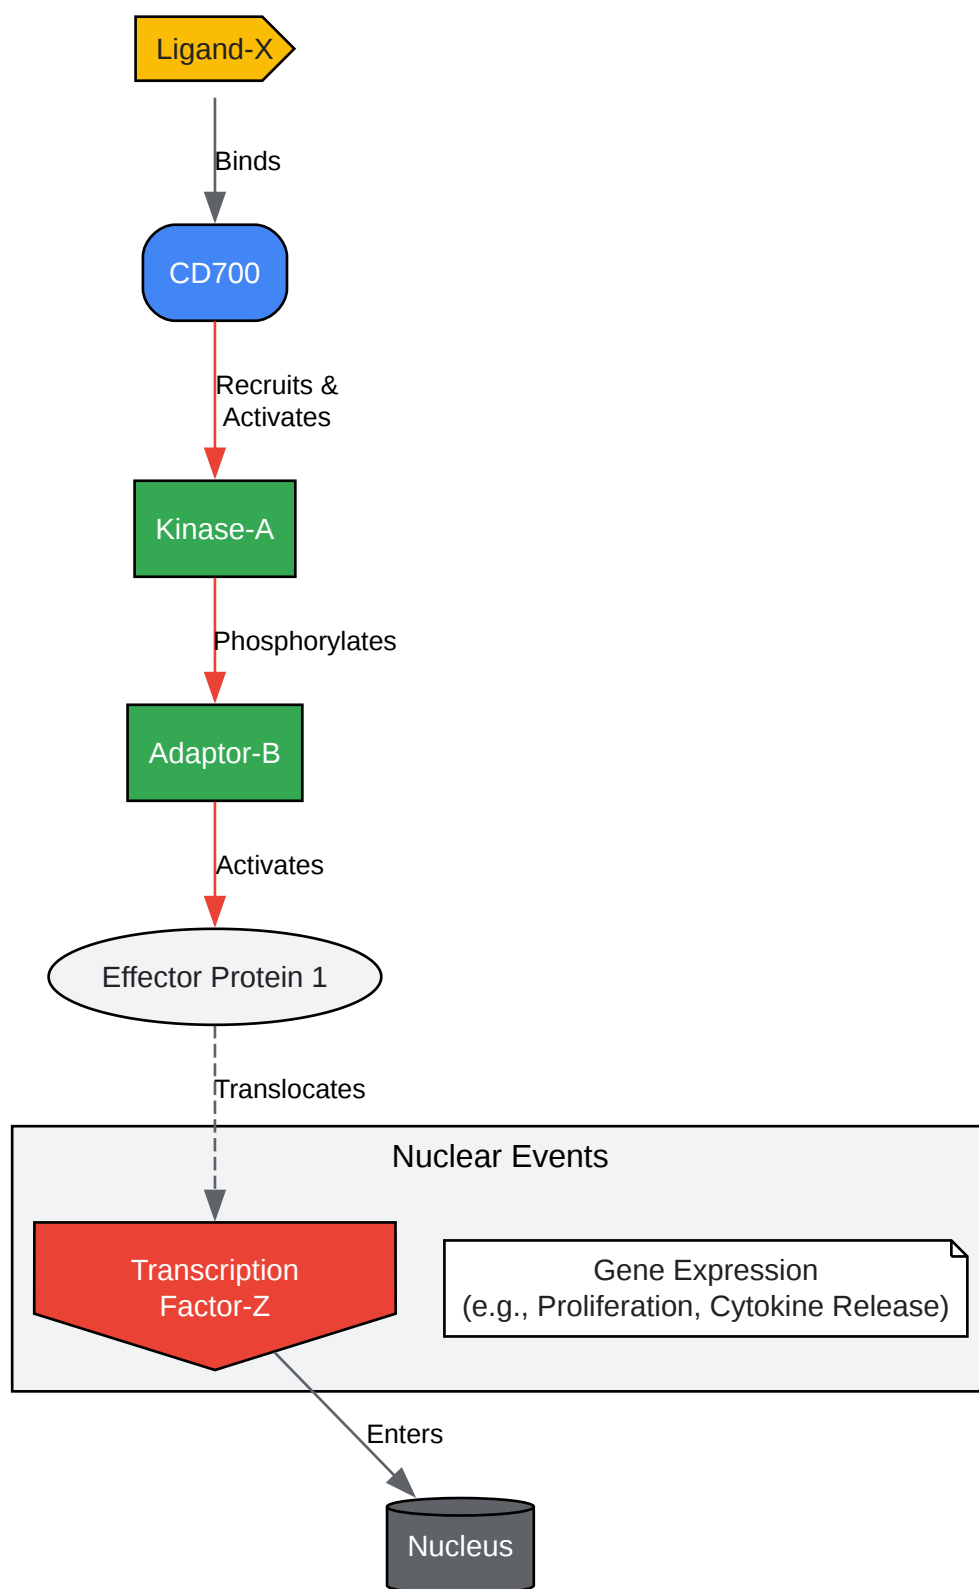 Ligand-X
Binds
CD700
Recruits &
Activates
Kinase-A
Phosphorylates
Adaptor-B
Activates
Effector Protein 1
Translocates
Nuclear Events
Transcription
Factor-Z
Gene Expression
(e.g., Proliferation, Cytokine Release)
Enters
Nucleus